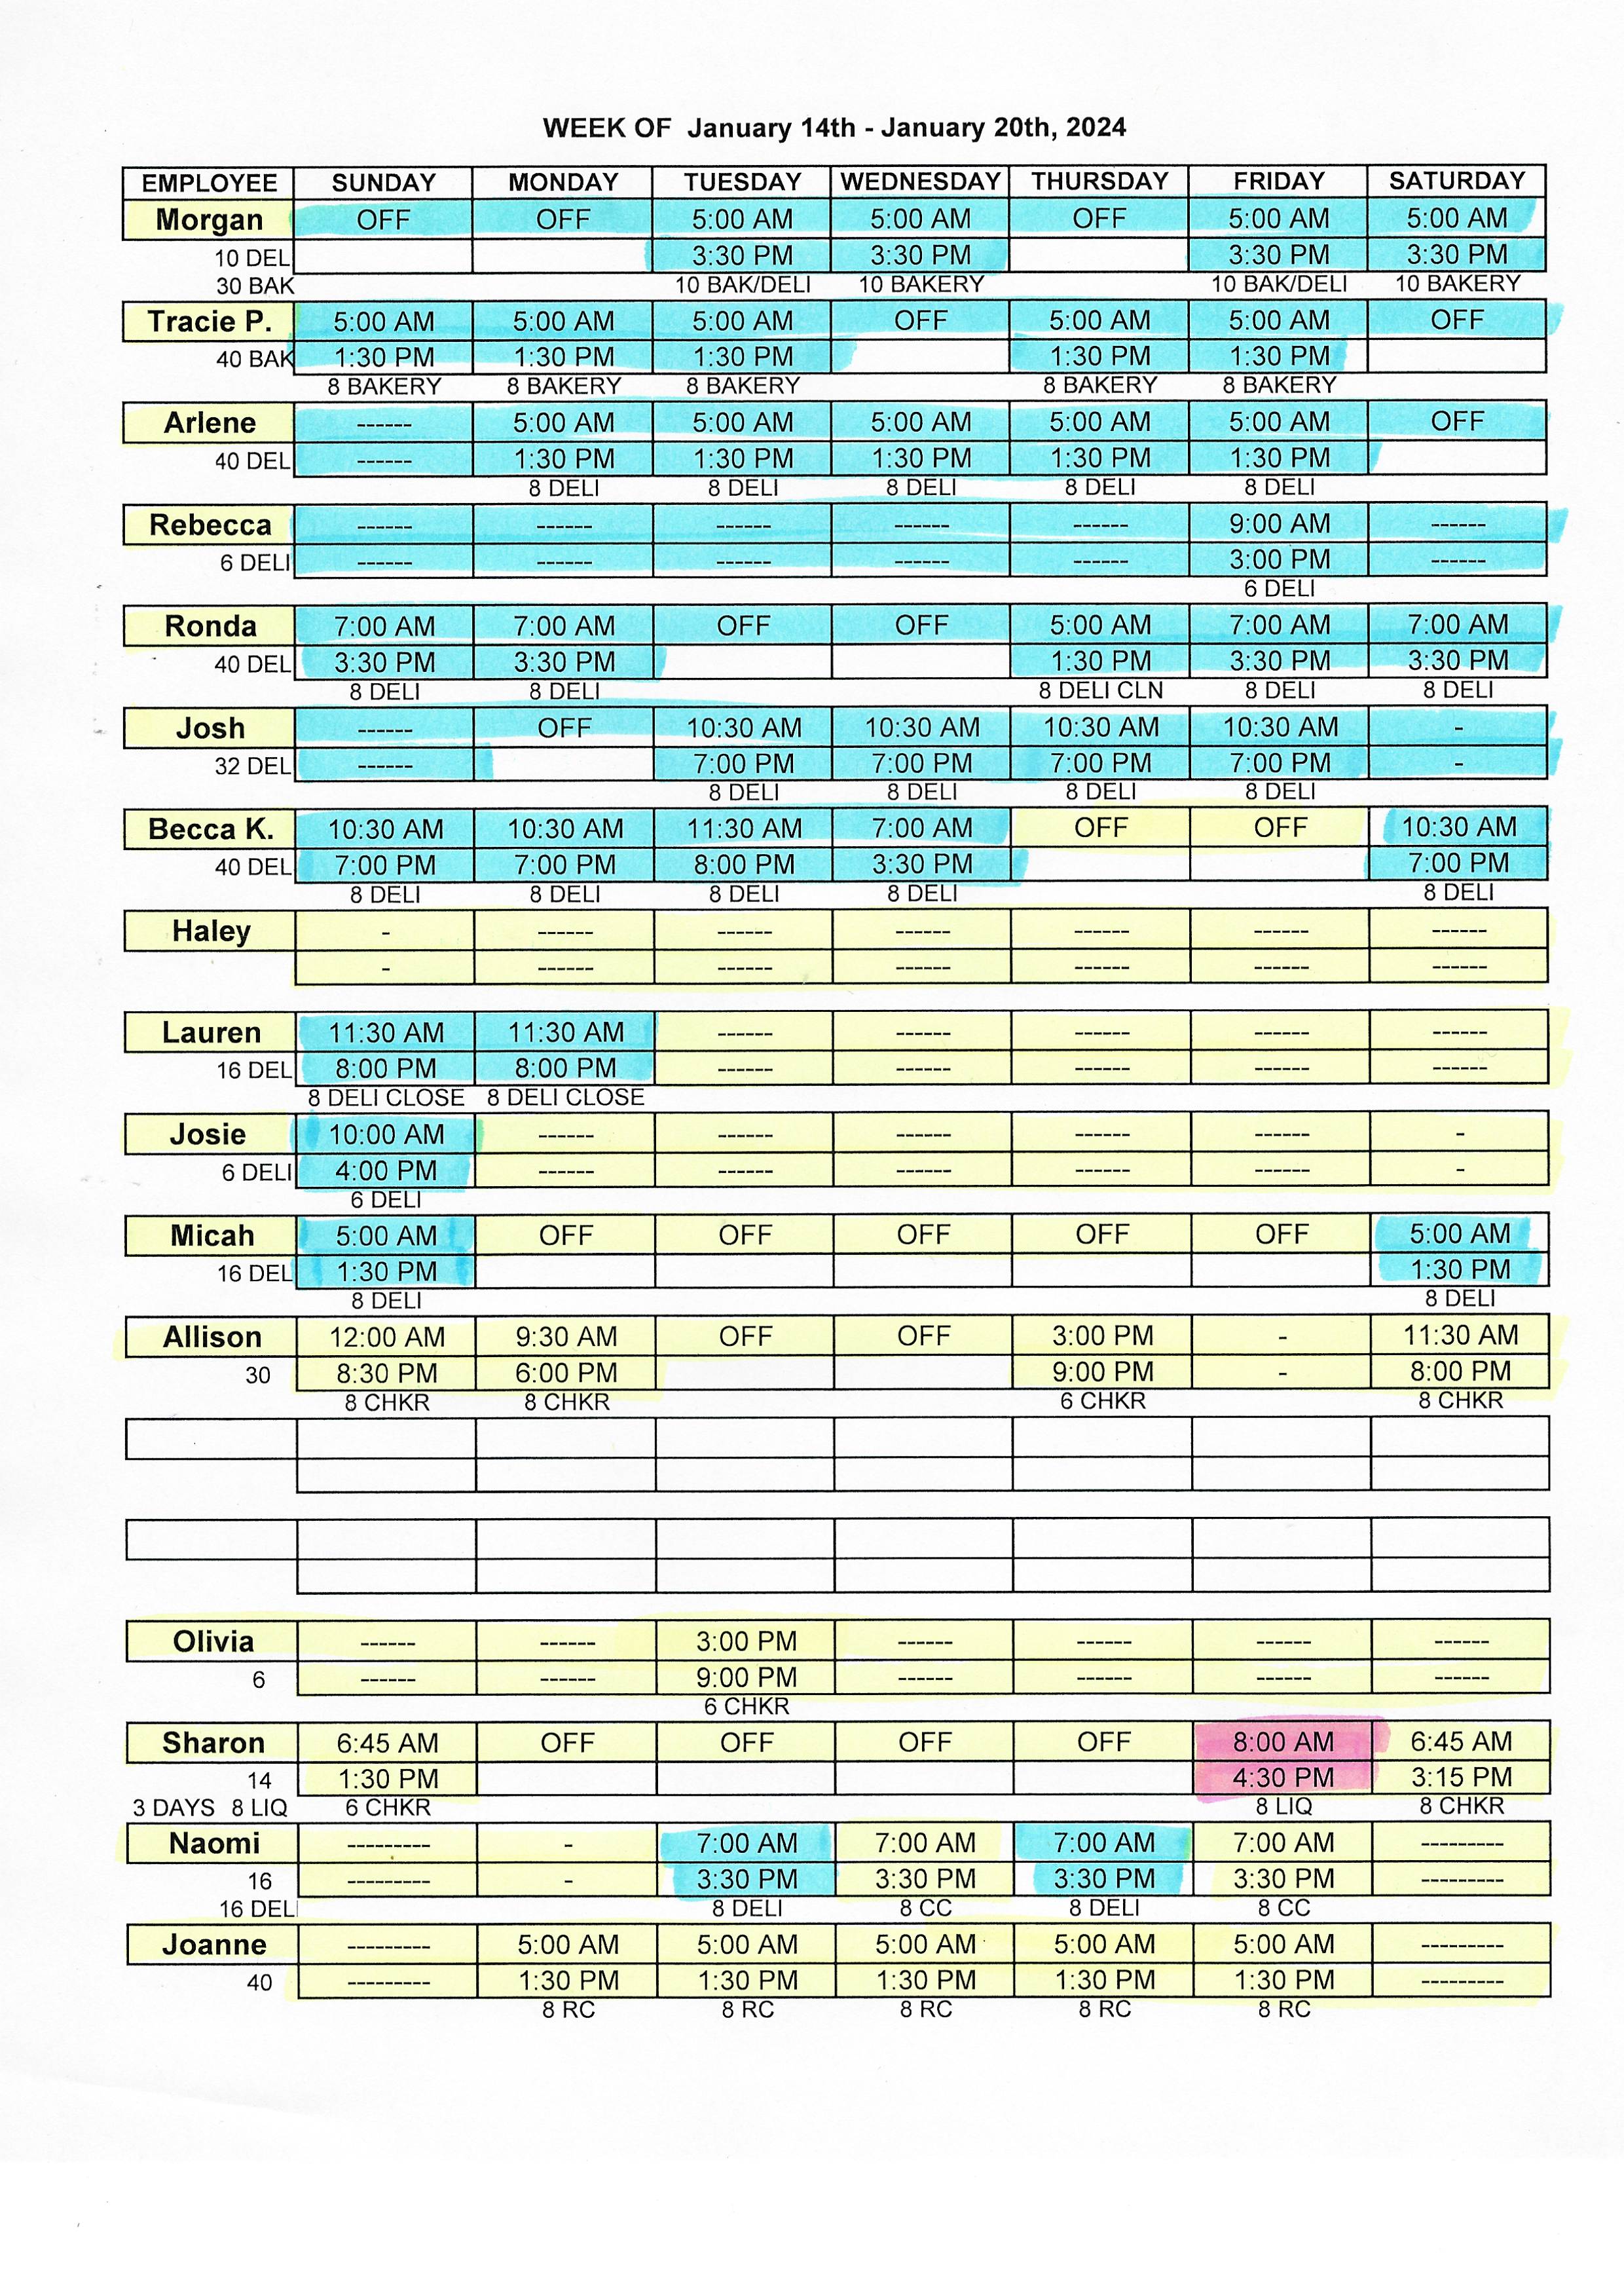 WEEK OF January 14th - January 20th, 2024
EMPLOYEE SUNDAY MONDAY TUESDAY WEDNESDAY THURSDAY FRIDAY SATURDAY
Morgan OFF OFF 5:00 AM 5:00 AM OFF 5:00 AM 5:00 AM
10 DEL 3:30 PM 3:30 PM 3:30 PM 3:30 PM
30 BAK 10 BAK/DELI 10 BAKERY 10 BAK/DELI 10 BAKERY
Tracie P. 5:00 AM 5:00 AM 5:00 AM OFF 5:00 AM 5:00 AM OFF
40 BAK 1:30 PM 1:30 PM 1:30 PM 1:30 PM 1:30 PM
8 BAKERY 8 BAKERY 8 BAKERY 8 BAKERY 8 BAKERY
Arlene ------ 5:00 AM 5:00 AM 5:00 AM 5:00 AM 5:00 AM OFF
40 DEL ------ 1:30 PM 1:30 PM 1:30 PM 1:30 PM 1:30 PM
8 DELI 8 DELI 8 DELI 8 DELI 8 DELI
Rebecca ------ ------ ------ ------ ------ 9:00 AM ------
6 DELI ------ ------ ------ ------ ------ 3:00 PM ------
6 DELI
Ronda 7:00 AM 7:00 AM OFF OFF 5:00 AM 7:00 AM 7:00 AM
40 DEL 3:30 PM 3:30 PM 1:30 PM 3:30 PM 3:30 PM
8 DELI 8 DELI 8 DELI CLN 8 DELI 8 DELI
Josh ------ OFF 10:30 AM 10:30 AM 10:30 AM 10:30 AM -
32 DEL ------ 7:00 PM 7:00 PM 7:00 PM 7:00 PM -
8 DELI 8 DELI 8 DELI 8 DELI
Becca K. 10:30 AM 10:30 AM 11:30 AM 7:00 AM OFF OFF 10:30 AM
40 DEL 7:00 PM 7:00 PM 8:00 PM 3:30 PM 7:00 PM
8 DELI 8 DELI 8 DELI 8 DELI 8 DELI
Haley - ------ ------ ------ ------ ------ ------
- ------ ------ ------ ------ ------ ------
Lauren 11:30 AM 11:30 AM ------ ------ ------ ------ ------
16 DEL 8:00 PM 8:00 PM ------ ------ ------ ------ ------
8 DELI CLOSE 8 DELI CLOSE
Josie 10:00 AM ------ ------ ------ ------ ------ -
6 DELI 4:00 PM ------ ------ ------ ------ ------ -
6 DELI
Micah 5:00 AM OFF OFF OFF OFF OFF 5:00 AM
16 DEL 1:30 PM 1:30 PM
8 DELI 8 DELI
Allison 12:00 AM 9:30 AM OFF OFF 3:00 PM - 11:30 AM
30 8:30 PM 6:00 PM 9:00 PM - 8:00 PM
8 CHKR 8 CHKR 6 CHKR 8 CHKR
Olivia ------ ------ 3:00 PM ------ ------ ------ ------
6 ------ ------ 9:00 PM ------ ------ ------ ------
6 CHKR
Sharon 6:45 AM OFF OFF OFF OFF 8:00 AM 6:45 AM
14 1:30 PM 4:30 PM 3:15 PM
3 DAYS 8 LIQ 6 CHKR 8 LIQ 8 CHKR
Naomi --------- - 7:00 AM 7:00 AM 7:00 AM 7:00 AM ---------
16 --------- - 3:30 PM 3:30 PM 3:30 PM 3:30 PM ---------
16 DEL 8 DELI 8 CC 8 DELI 8 CC
Joanne --------- 5:00 AM 5:00 AM 5:00 AM 5:00 AM 5:00 AM ---------
40 --------- 1:30 PM 1:30 PM 1:30 PM 1:30 PM 1:30 PM ---------
8 RC 8 RC 8 RC 8 RC 8 RC